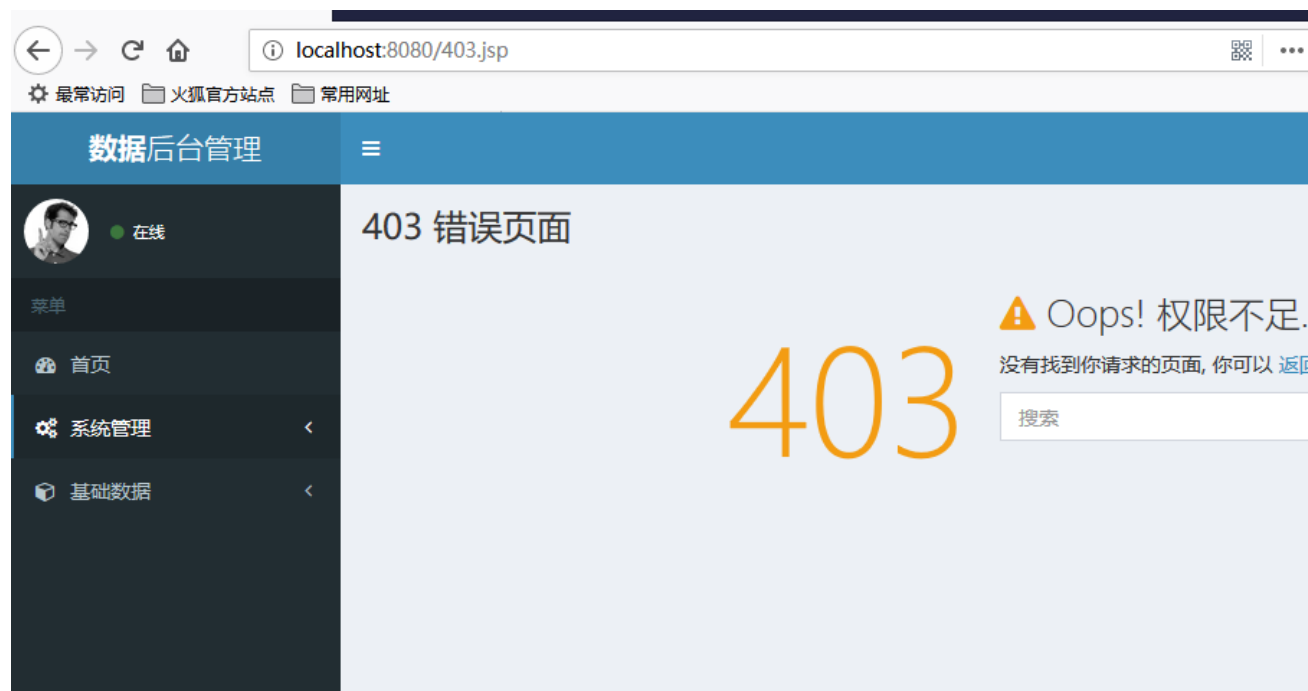 localhost:8080/403.jsp
最常访问 火狐官方站点 常用网址
数据后台管理
在线
403 错误页面
菜单
Oops! 权限不足.
首页
403
没有找到你请求的页面, 你可以 返回
搜索
系统管理
基础数据